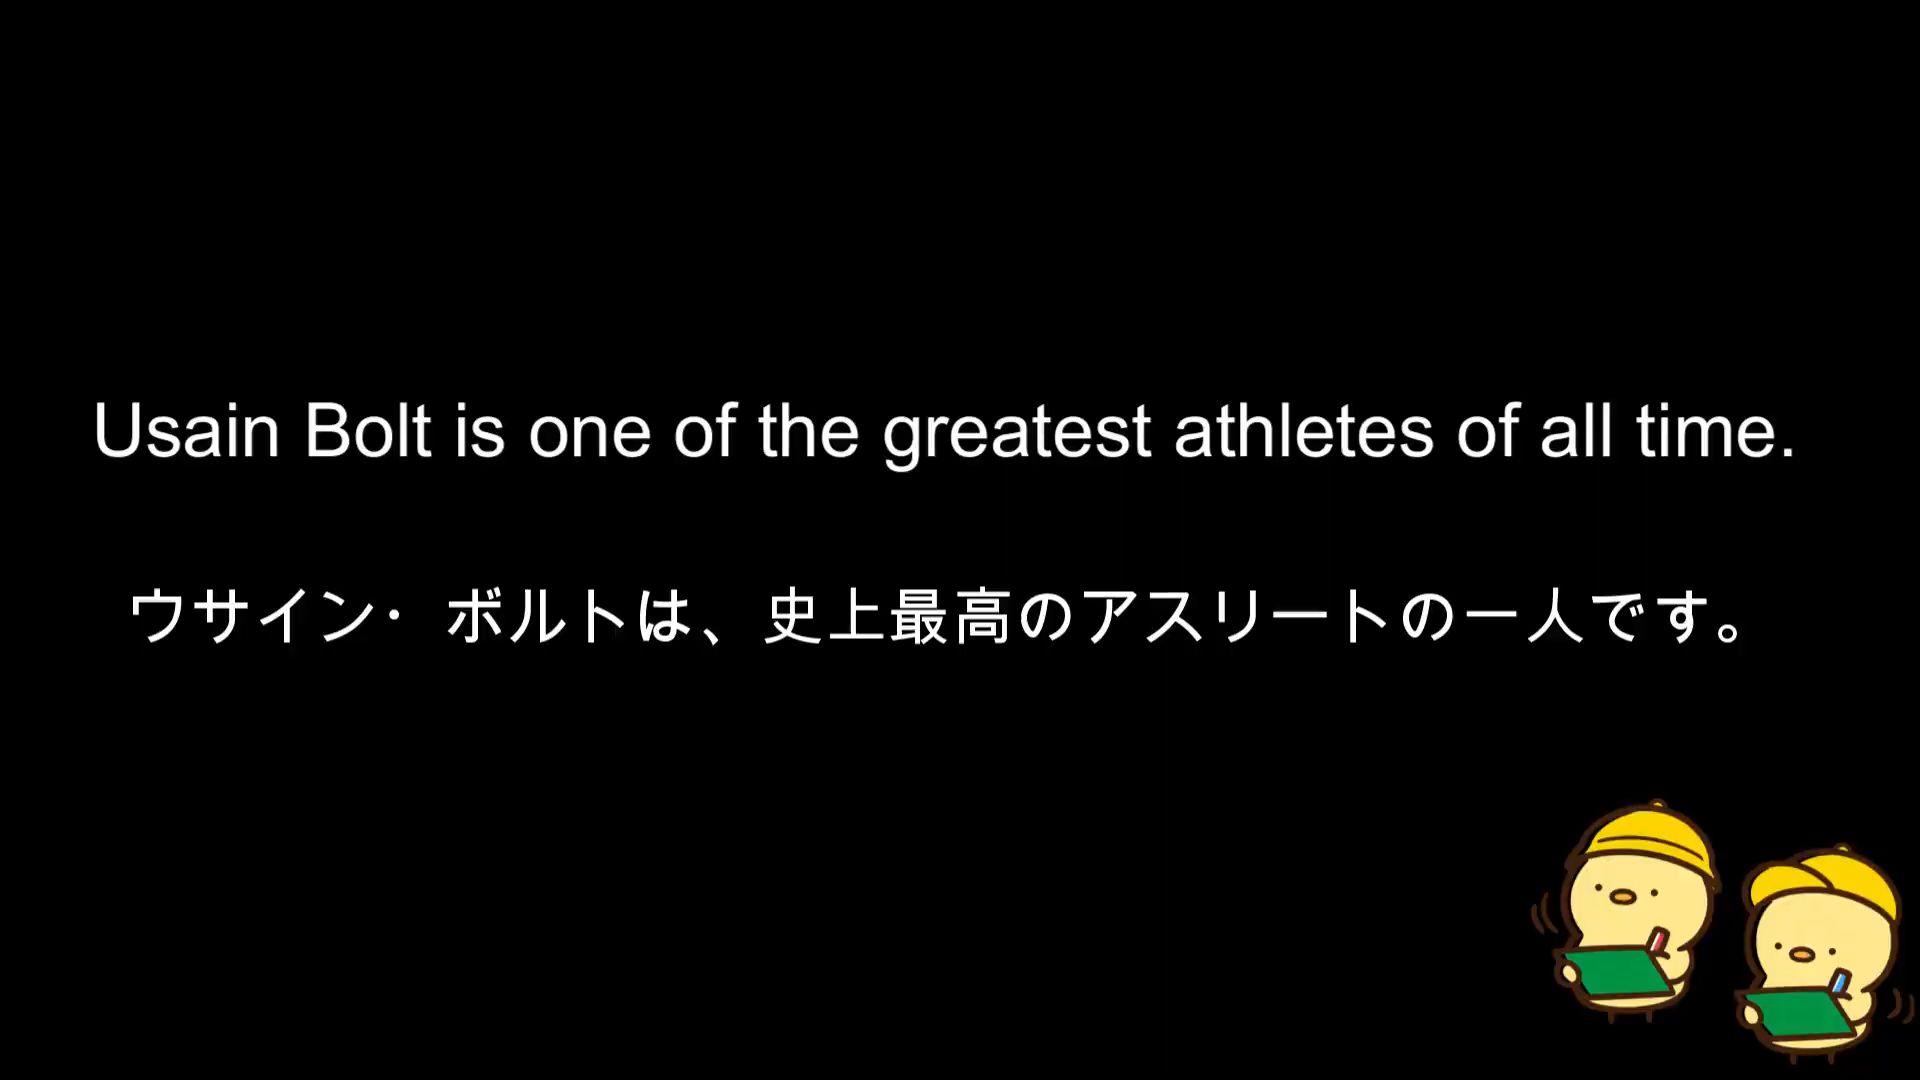 Usain Bolt is one of the greatest athletes of all time.
ウサイン・ボルトは、史上最高のアスリートの一人です。